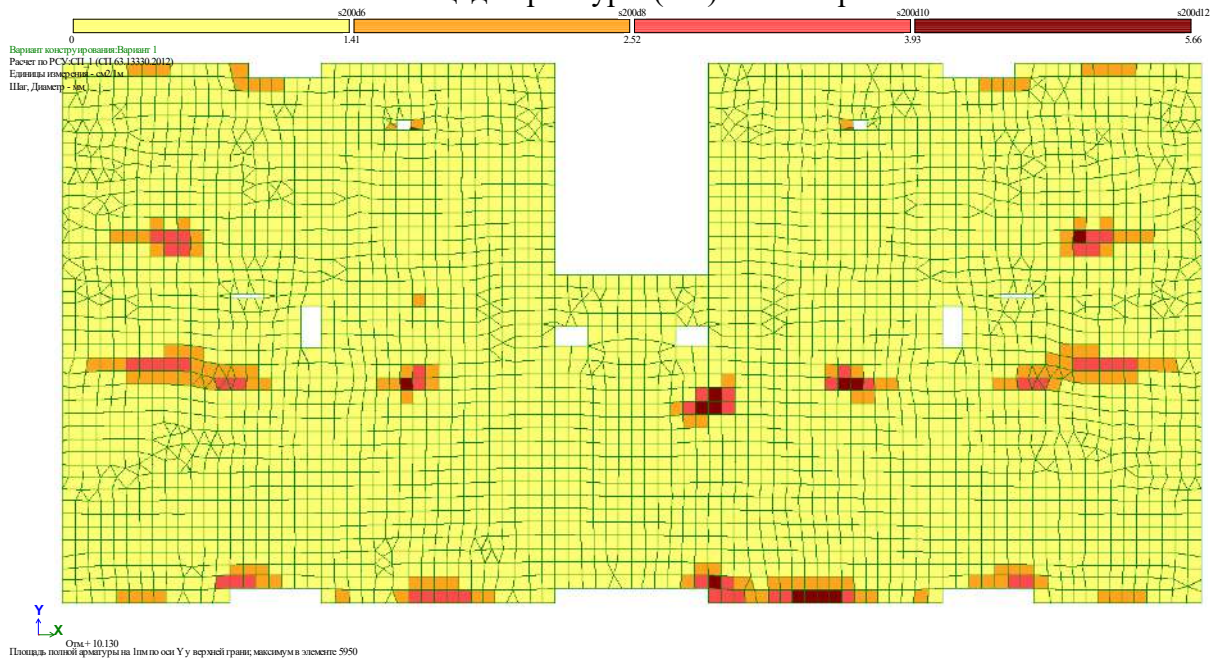 s200d6 s200d8 s200d10 s200d12
0 1.41 2.52 3.93 5.66
Вариант конструирования:Вариант 1
Расчет по РСУ:СП_1 (СП 63.13330.2012)
Единицы измерения - см2/1м
Шаг, Диаметр - мм
Y
X
Отм.+ 10.130
Площадь полной арматуры на 1пм по оси Y у верхней грани; максимум в элементе 5950